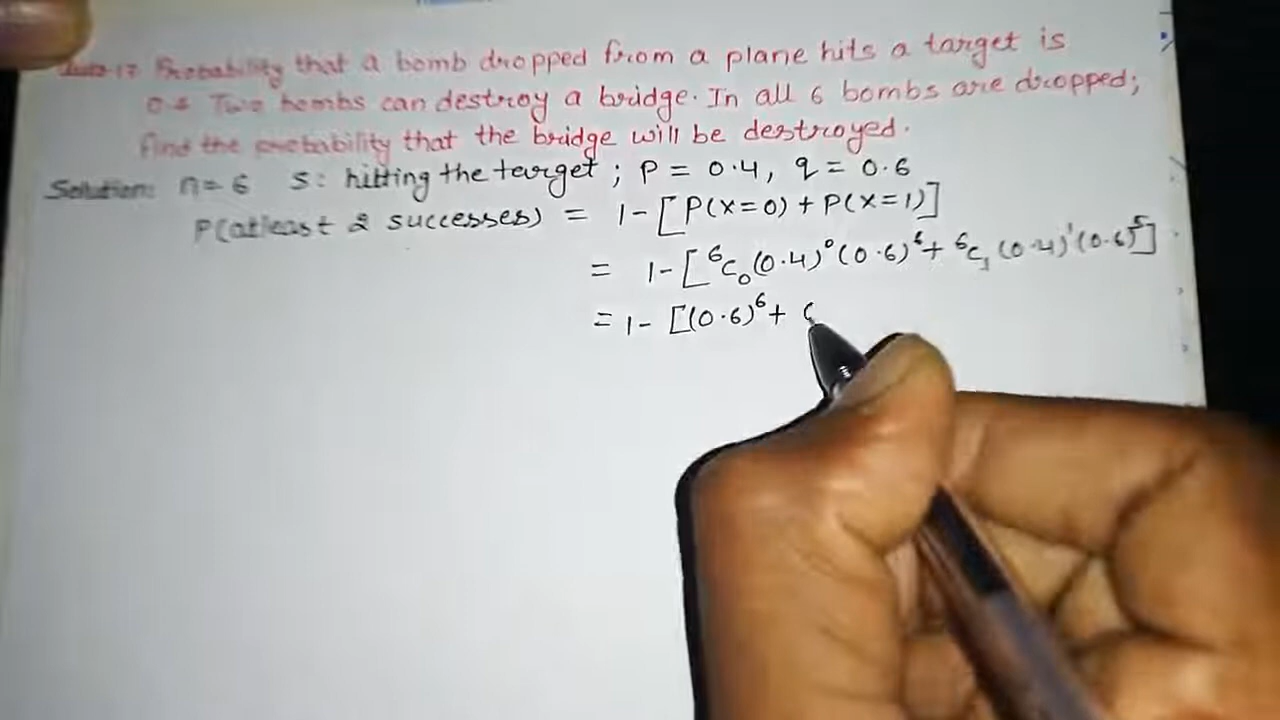 Probability that a bomb dropped from a plane hits a target is
0.4 Two bombs can destroy a bridge. In all 6 bombs are dropped;
find the probability that the bridge will be destroyed.
Solution: n = 6 S: hitting the target ; p = 0.4, q = 0.6
P(atleast 2 successes) = 1-[P(X=0) + P(X=1)]
= 1-[⁶C₀(0.4)⁰(0.6)⁶ + ⁶C₁(0.4)¹(0.6)⁵]
= 1- [(0.6)⁶ +